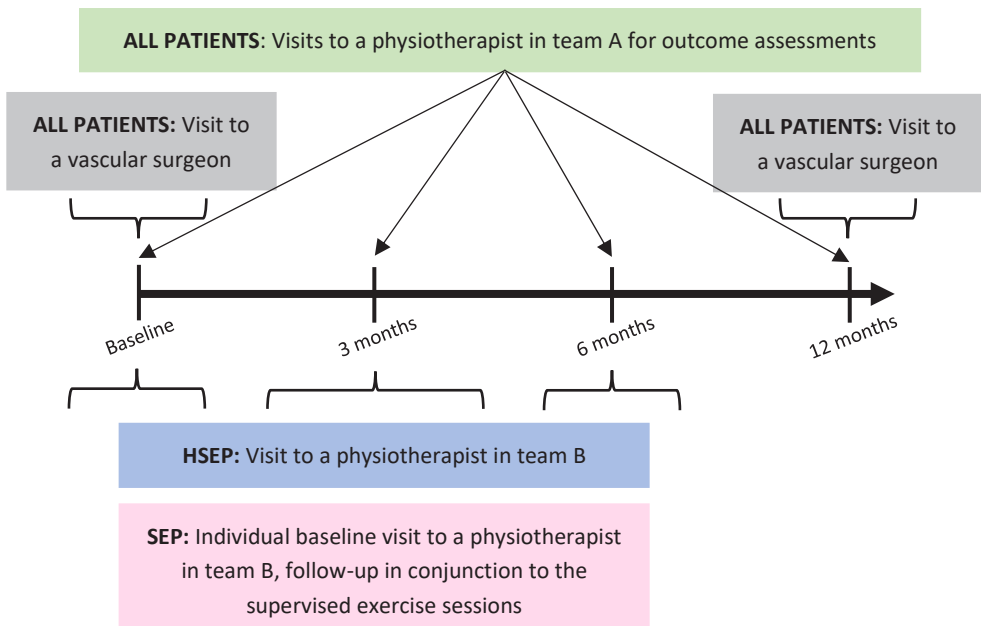 ALL PATIENTS: Visits to a physiotherapist in team A for outcome assessments
ALL PATIENTS: Visit to
a vascular surgeon
ALL PATIENTS: Visit to
a vascular surgeon
Baseline
3 months
6 months
12 months
HSEP: Visit to a physiotherapist in team B
SEP: Individual baseline visit to a physiotherapist
in team B, follow-up in conjunction to the
supervised exercise sessions